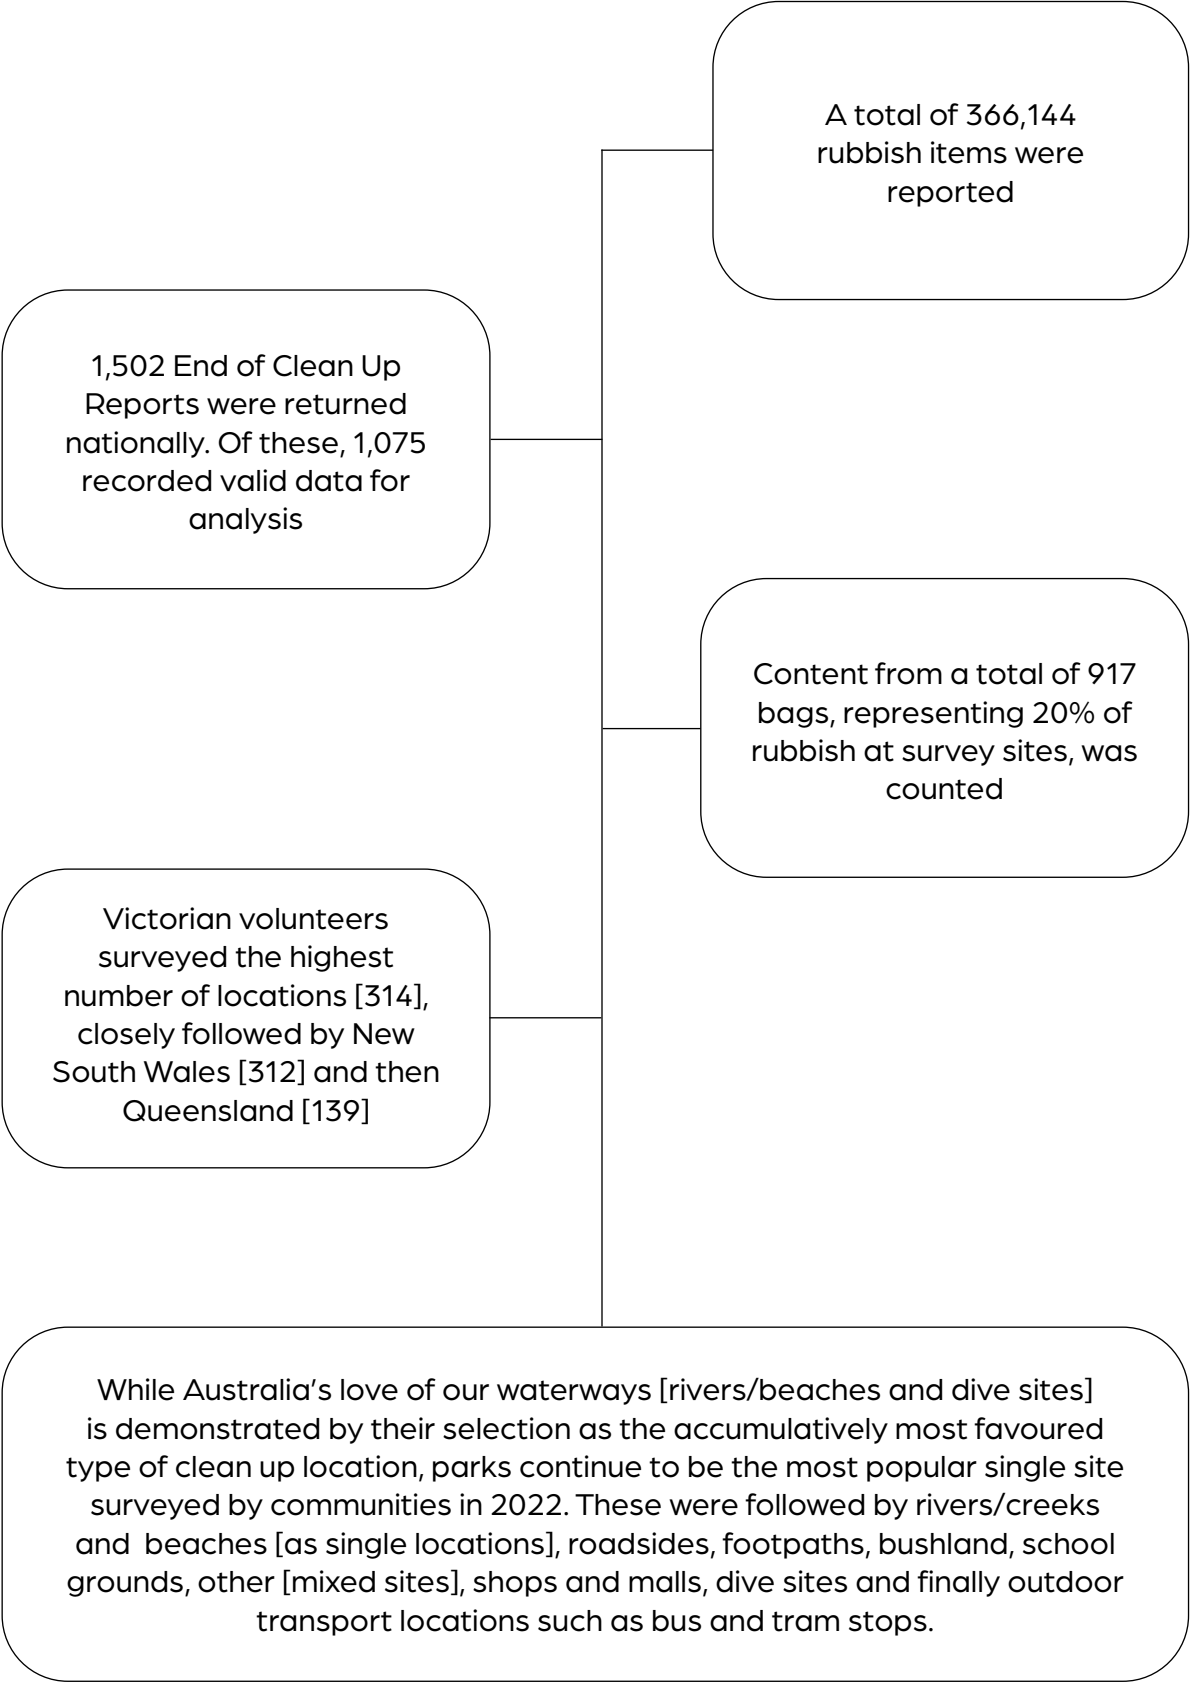 A total of 366,144
rubbish items were
reported
1,502 End of Clean Up
Reports were returned
nationally. Of these, 1,075
recorded valid data for
analysis
Content from a total of 917
bags, representing 20% of
rubbish at survey sites, was
counted
Victorian volunteers
surveyed the highest
number of locations [314],
closely followed by New
South Wales [312] and then
Queensland [139]
While Australia's love of our waterways [rivers/beaches and dive sites]
is demonstrated by their selection as the accumulatively most favoured
type of clean up location, parks continue to be the most popular single site
surveyed by communities in 2022. These were followed by rivers/creeks
and beaches [as single locations], roadsides, footpaths, bushland, school
grounds, other [mixed sites], shops and malls, dive sites and finally outdoor
transport locations such as bus and tram stops.